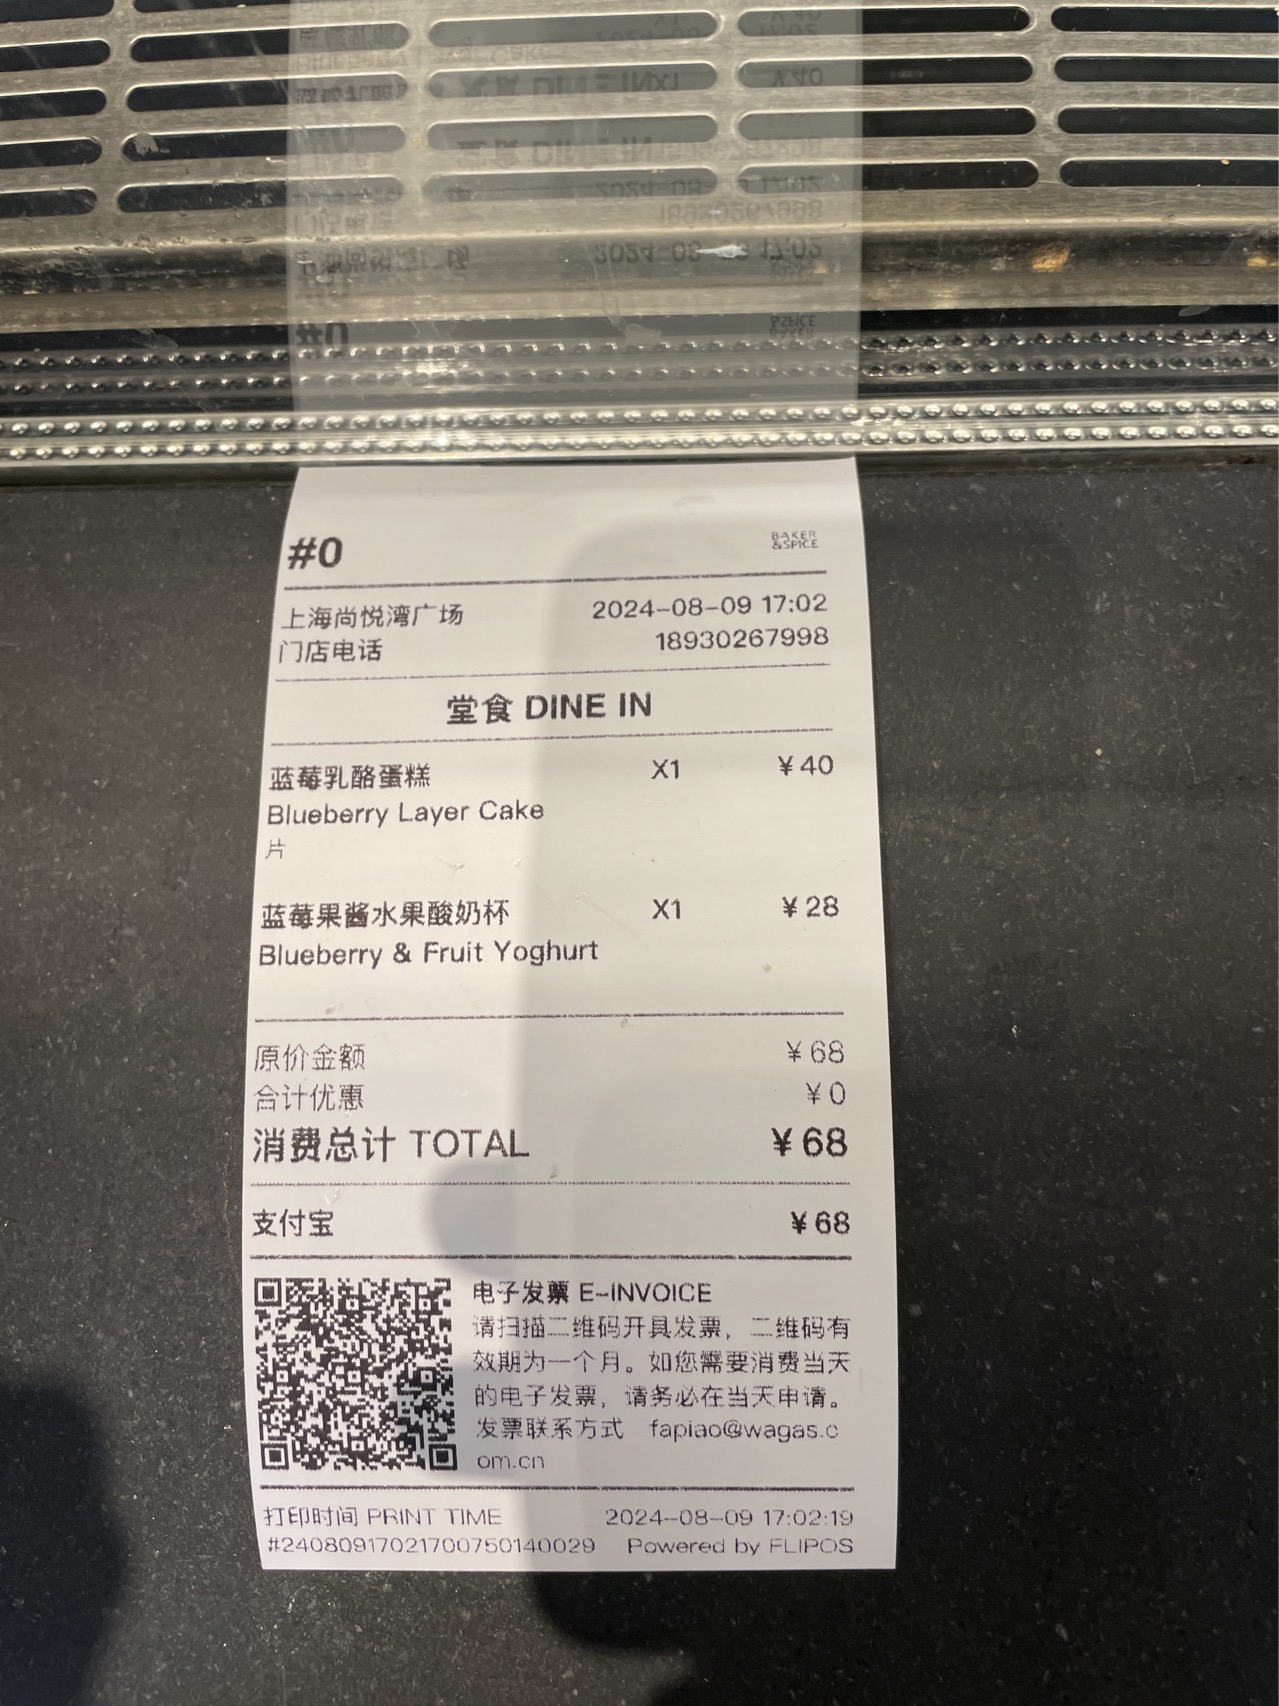 #0
BAKER
&SPICE
上海尚悦湾广场 2024-08-09 17:02
门店电话 18930267998
堂食 DINE IN
蓝莓乳酪蛋糕 X1 ¥40
Blueberry Layer Cake
片
蓝莓果酱水果酸奶杯 X1 ¥28
Blueberry & Fruit Yoghurt
原价金额 ¥68
合计优惠 ¥0
消费总计 TOTAL ¥68
支付宝 ¥68
电子发票 E-INVOICE
请扫描二维码开具发票，二维码有
效期为一个月。如您需要消费当天
的电子发票，请务必在当天申请。
发票联系方式 fapiao@wagas.c
om.cn
打印时间 PRINT TIME 2024-08-09 17:02:19
#24080917021700750140029 Powered by FLIPOS